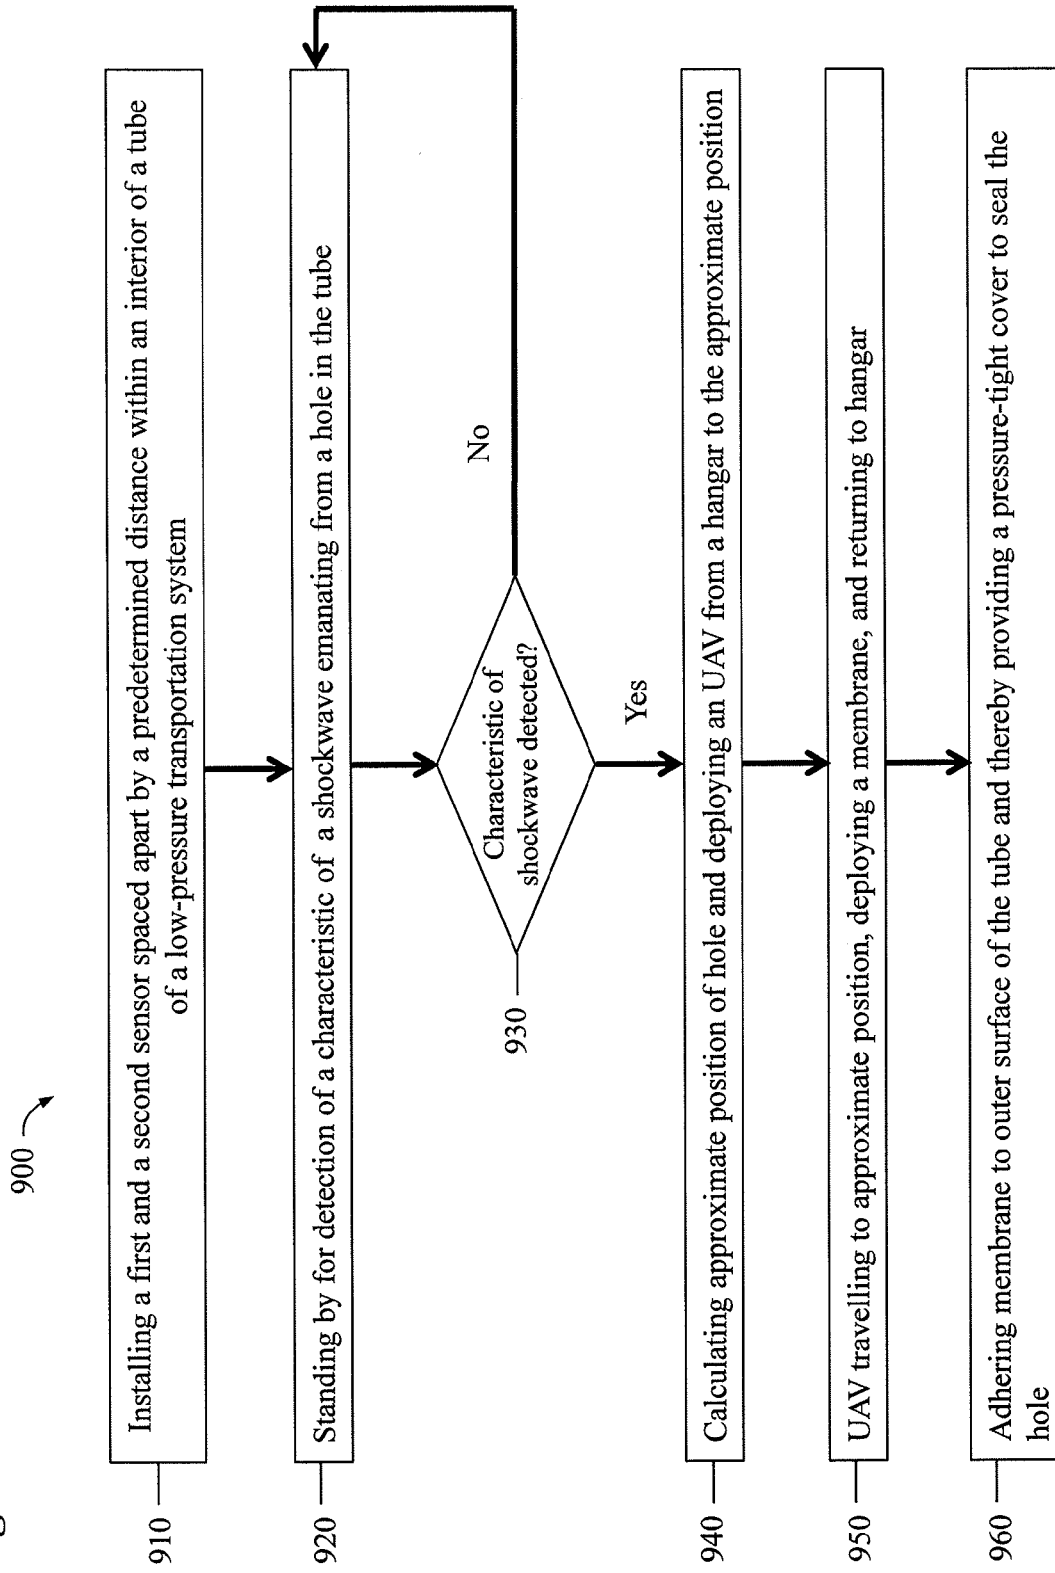 900
910
Installing a first and a second sensor spaced apart by a predetermined distance within an interior of a tube
of a low-pressure transportation system
920
Standing by for detection of a characteristic of a shockwave emanating from a hole in the tube
930
Characteristic of
shockwave detected?
No
Yes
940
Calculating approximate position of hole and deploying an UAV from a hangar to the approximate position
950
UAV travelling to approximate position, deploying a membrane, and returning to hangar
960
Adhering membrane to outer surface of the tube and thereby providing a pressure-tight cover to seal the
hole